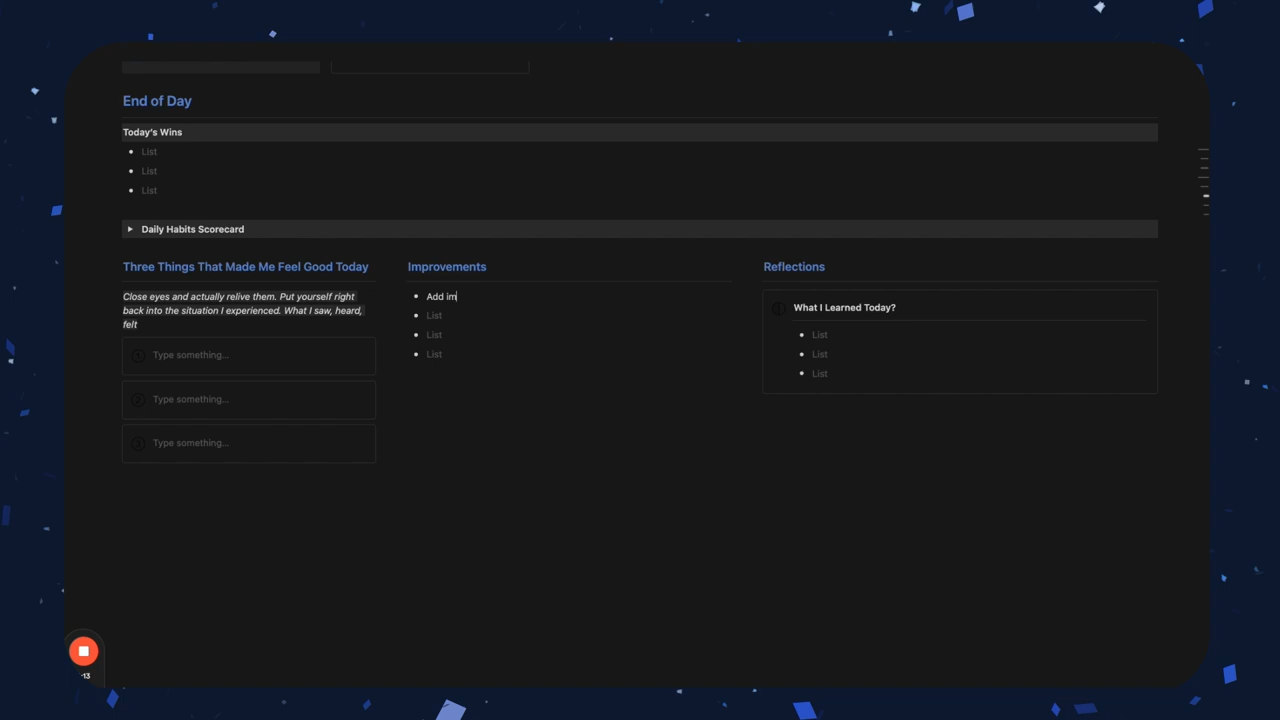 End of Day
Today's Wins
List
List
List
Daily Habits Scorecard
Three Things That Made Me Feel Good Today
Close eyes and actually relive them. Put yourself right
back into the situation I experienced. What I saw, heard,
felt
Type something...
Type something...
Type something...
Improvements
Add im
List
List
List
Reflections
What I Learned Today?
List
List
List
:13